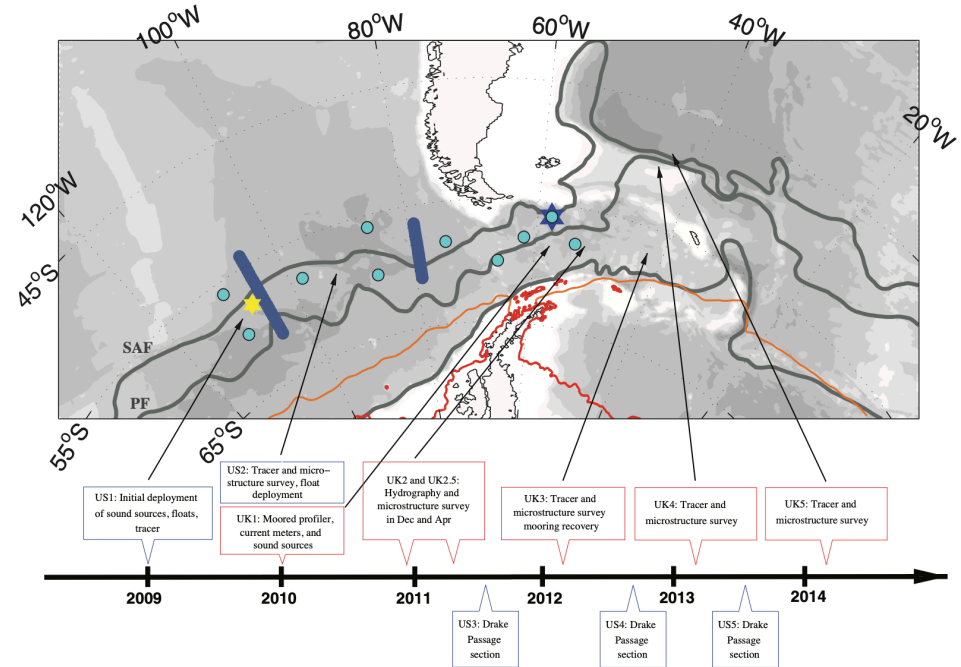 100°W
80°W
60°W
40°W
20°W
120°W
45°S
SAF
PF
55°S
65°S
US1: Initial deployment
of sound sources, floats,
tracer
US2: Tracer and micro-
structure survey, float
deployment
UK1: Moored profiler,
current meters, and
sound sources
UK2 and UK2.5:
Hydrography and
microstructure survey
in Dec and Apr
UK3: Tracer and
microstructure survey
mooring recovery
UK4: Tracer and
microstructure survey
UK5: Tracer and
microstructure survey
2009
2010
2011
2012
2013
2014
US3: Drake
Passage
section
US4: Drake
Passage
section
US5: Drake
Passage
section